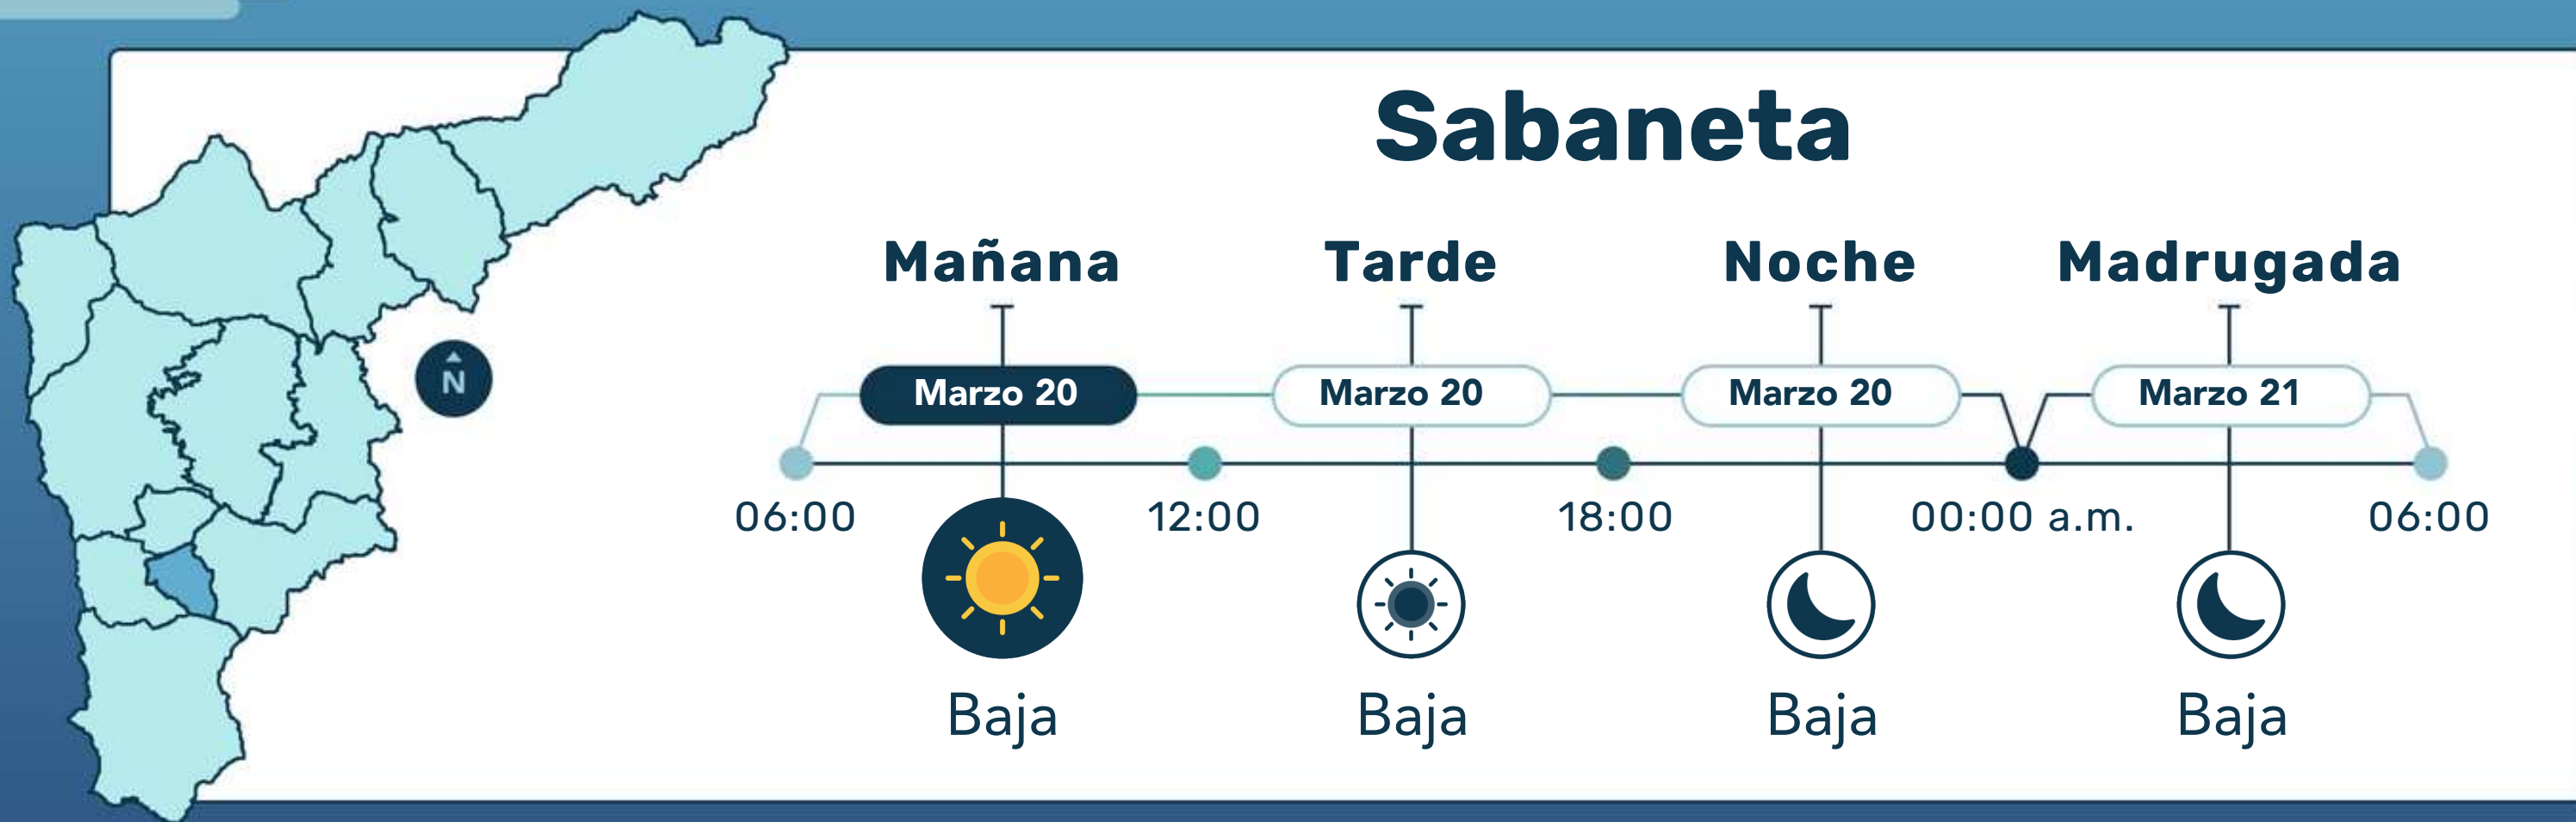 Sabaneta
Mañana Tarde Noche Madrugada
N
Marzo 20 Marzo 20 Marzo 20 Marzo 21
06:00 12:00 18:00 00:00 a.m. 06:00
Baja Baja Baja Baja